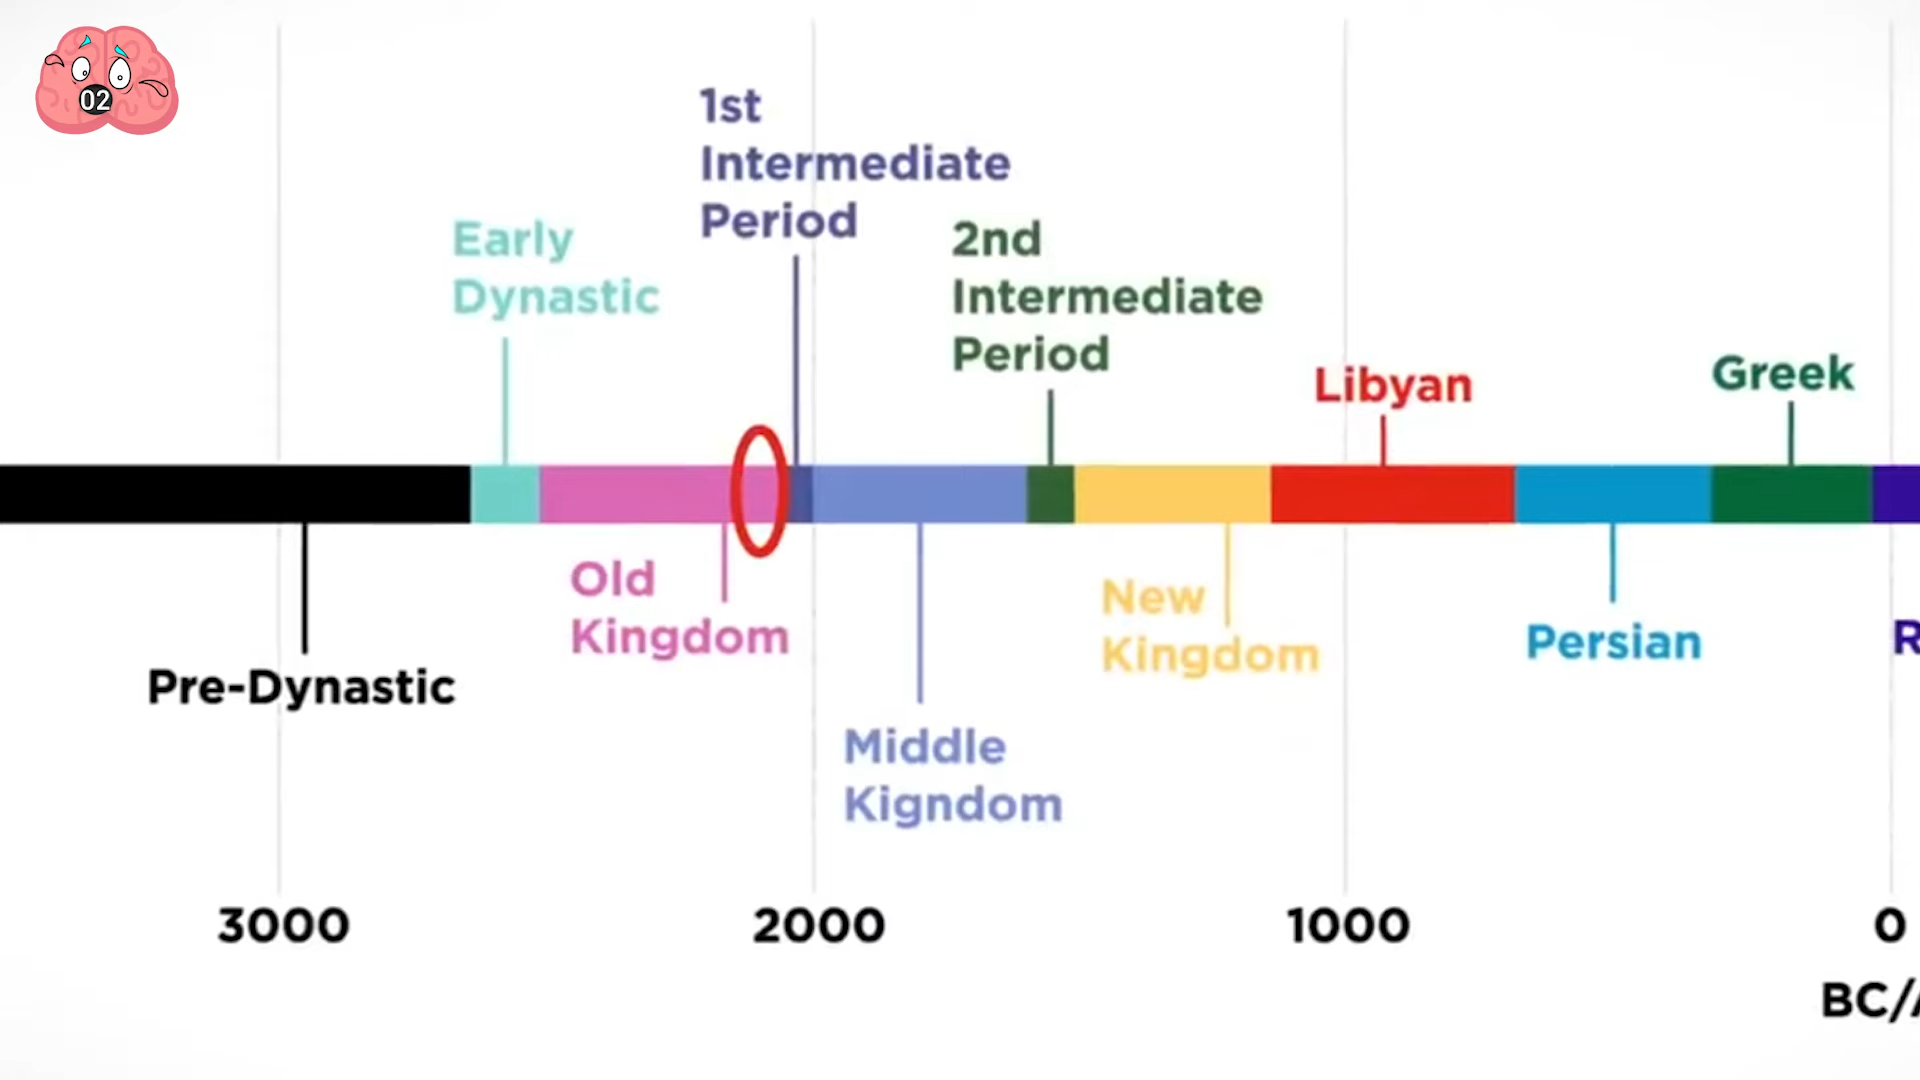 02
1st
Intermediate
Period
Early
Dynastic
2nd
Intermediate
Period
Libyan
Greek
Old
Kingdom
New
Kingdom
Persian
R
Pre-Dynastic
Middle
Kigndom
3000
2000
1000
0
BC/